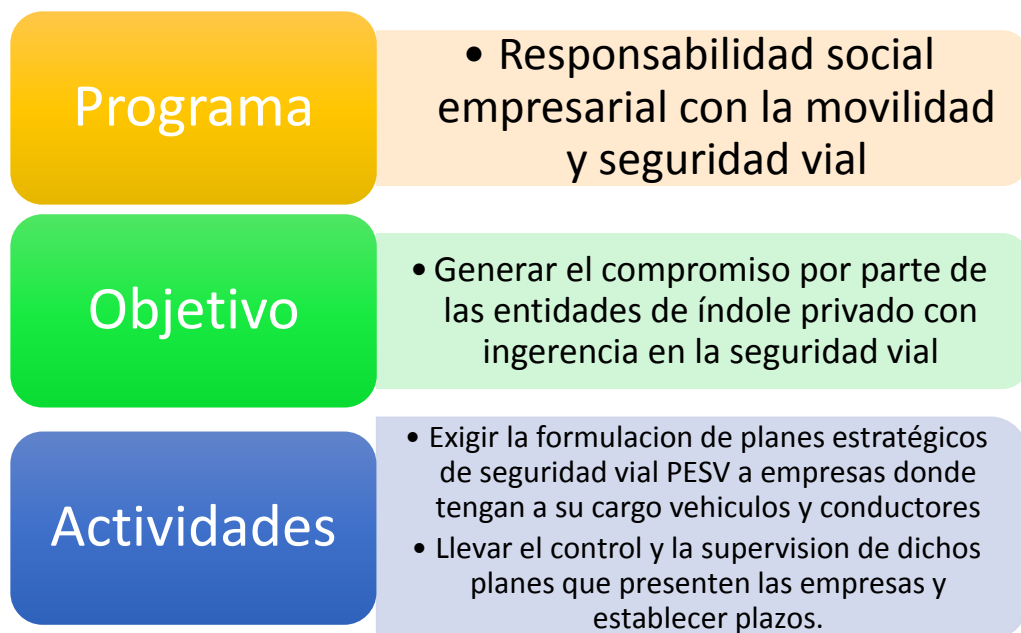 Programa
• Responsabilidad social
empresarial con la movilidad
y seguridad vial
Objetivo
• Generar el compromiso por parte de
las entidades de índole privado con
ingerencia en la seguridad vial
Actividades
• Exigir la formulacion de planes estratégicos
de seguridad vial PESV a empresas donde
tengan a su cargo vehiculos y conductores
• Llevar el control y la supervision de dichos
planes que presenten las empresas y
establecer plazos.